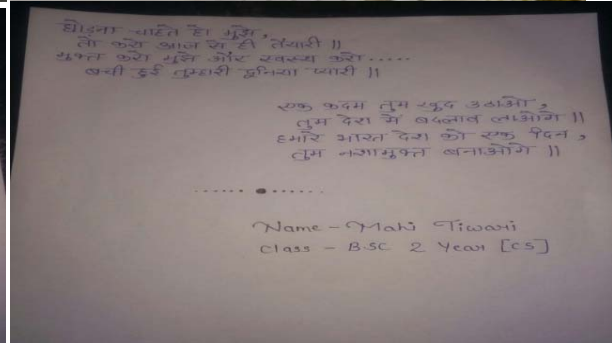 छोड़ना चाहते हो मुझे,
तो करो आज से ही तैयारी ||
मुक्त करो मुझे और स्वस्थ करो.....
बची हुई तुम्हारी दुनिया प्यारी ||
एक कदम तुम खुद उठाओ,
तुम देश में बदलाव लाओगे ||
हमारे भारत देश को एक दिन,
तुम नशामुक्त बनाओगे ||
Name - Mahi Tiwari
Class - B.SC 2 Year [CS]